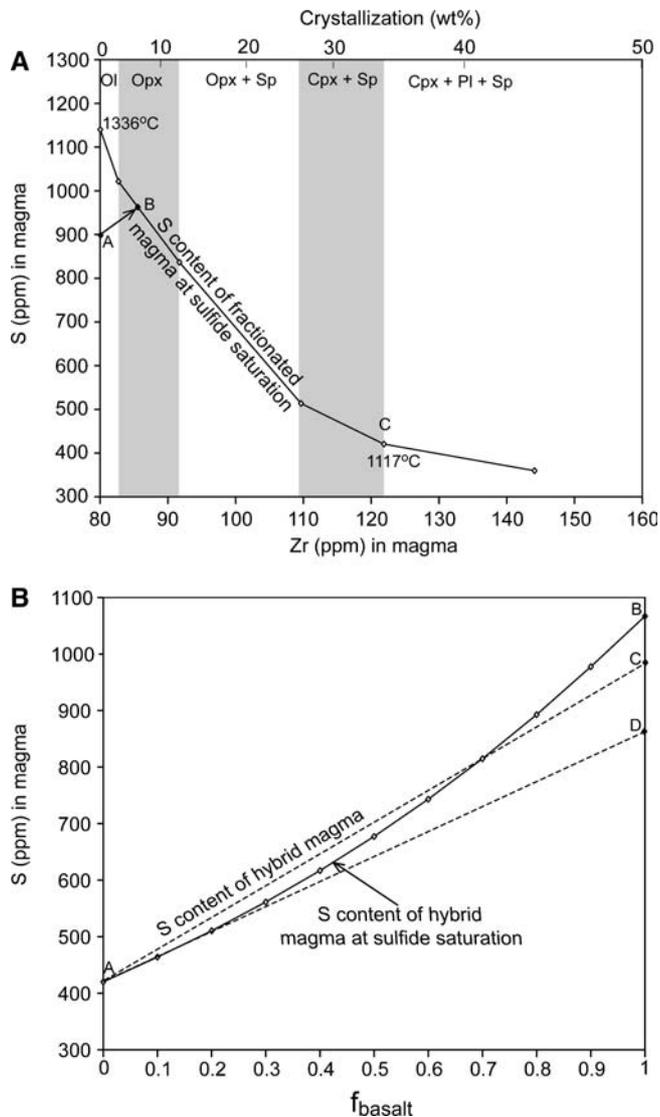 Crystallization (wt%)
0 10 20 30 40 50
A
1300
1200
1100
1000
900
800
700
600
500
400
300
S (ppm) in magma
Ol Opx Opx + Sp Cpx + Sp Cpx + Pl + Sp
1336°C
B
A
S content of fractionated
magma at sulfide saturation
C
1117°C
80 90 100 110 120 130 140 150 160
Zr (ppm) in magma
B
1100
1000
900
800
700
600
500
400
300
S (ppm) in magma
B
C
D
A
S content of hybrid magma
S content of hybrid
magma at sulfide saturation
0 0.1 0.2 0.3 0.4 0.5 0.6 0.7 0.8 0.9 1
fbasalt